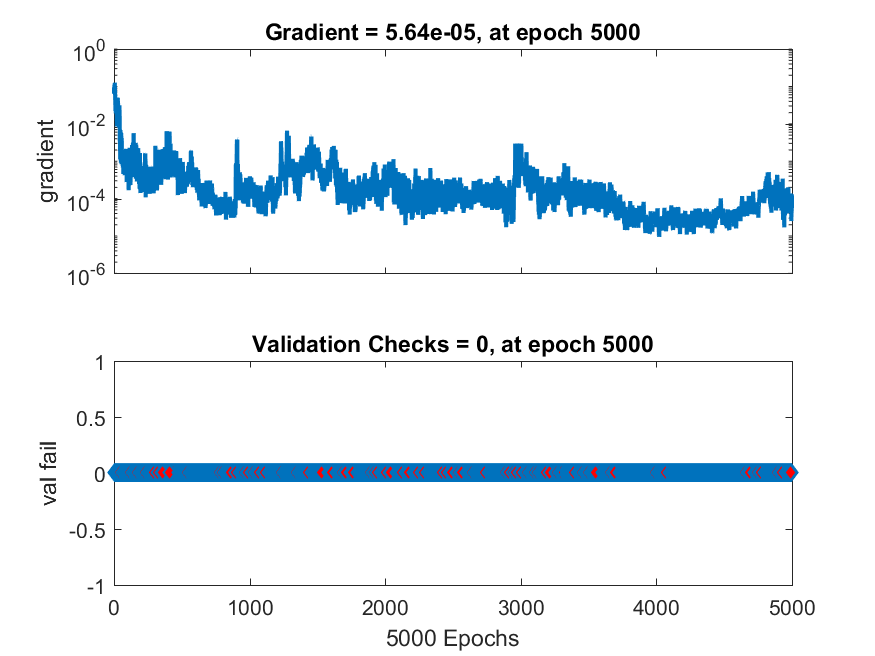 Gradient = 5.64e-05, at epoch 5000
10^0
10^-2
10^-4
10^-6
gradient
Validation Checks = 0, at epoch 5000
1
0.5
0
-0.5
-1
val fail
0 1000 2000 3000 4000 5000
5000 Epochs